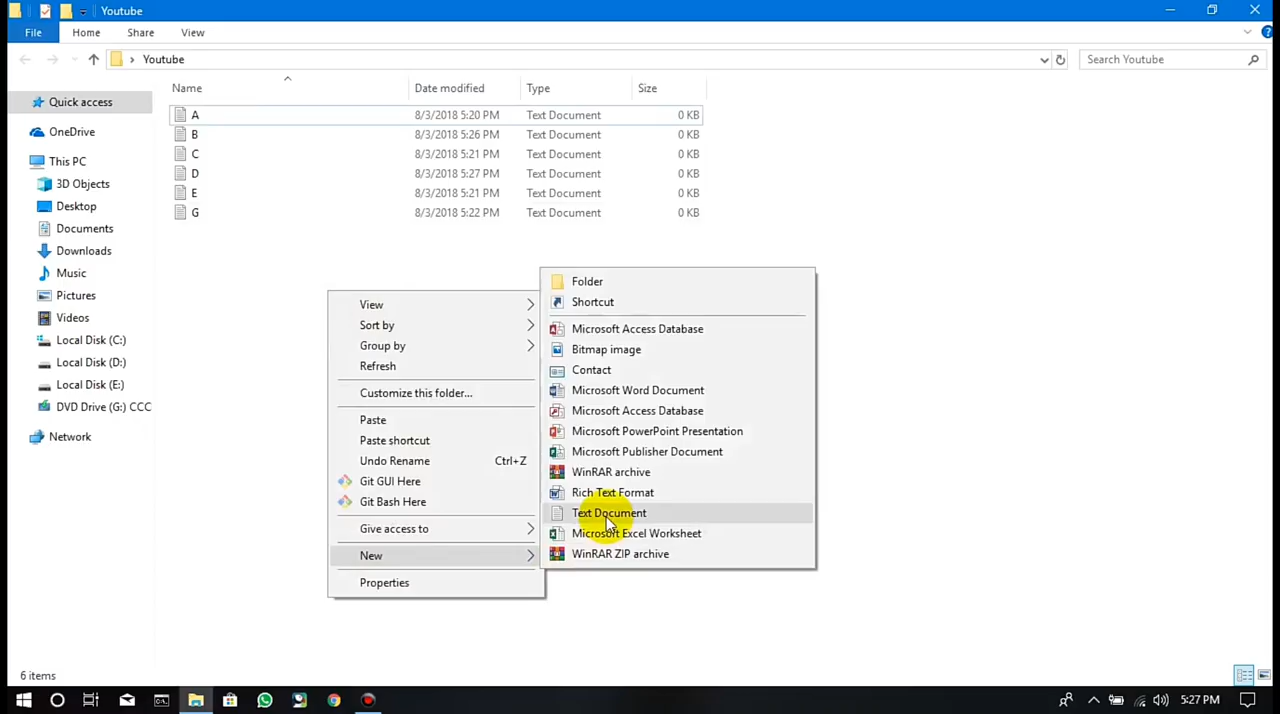 Youtube
File Home Share View
Youtube Search Youtube
Name Date modified Type Size
Quick access
OneDrive
This PC
3D Objects
Desktop
Documents
Downloads
Music
Pictures
Videos
Local Disk (C:)
Local Disk (D:)
Local Disk (E:)
DVD Drive (G:) CCC
Network
A 8/3/2018 5:20 PM Text Document 0 KB
B 8/3/2018 5:26 PM Text Document 0 KB
C 8/3/2018 5:21 PM Text Document 0 KB
D 8/3/2018 5:27 PM Text Document 0 KB
E 8/3/2018 5:21 PM Text Document 0 KB
G 8/3/2018 5:22 PM Text Document 0 KB
View
Sort by
Group by
Refresh
Customize this folder...
Paste
Paste shortcut
Undo Rename Ctrl+Z
Git GUI Here
Git Bash Here
Give access to
New
Properties
Folder
Shortcut
Microsoft Access Database
Bitmap image
Contact
Microsoft Word Document
Microsoft Access Database
Microsoft PowerPoint Presentation
Microsoft Publisher Document
WinRAR archive
Rich Text Format
Text Document
Microsoft Excel Worksheet
WinRAR ZIP archive
6 items
5:27 PM